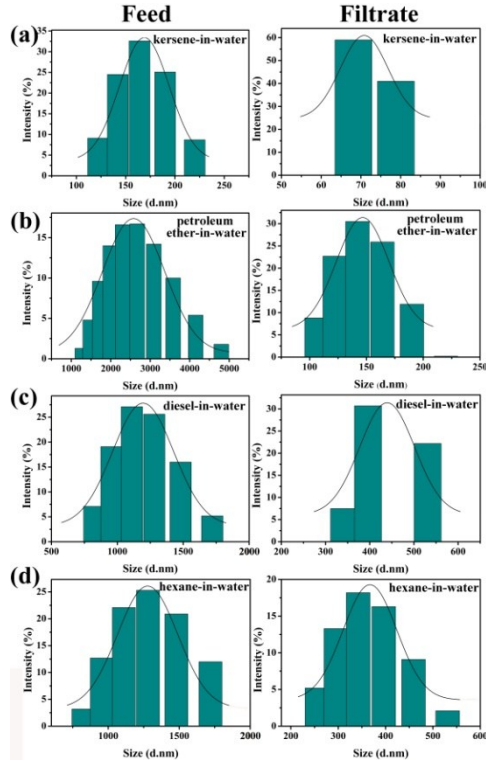 Feed Filtrate
(a)
kersene-in-water
35
30
25
20
15
10
5
0
Intensity (%)
100 150 200 250
Size (d.nm)
kersene-in-water
60
50
40
30
20
10
0
Intensity (%)
50 60 70 80 90 100
Size (d.nm)
(b)
petroleum
ether-in-water
15
10
5
0
Intensity (%)
1000 2000 3000 4000 5000
Size (d.nm)
petroleum
ether-in-water
30
25
20
15
10
5
0
Intensity (%)
100 150 200 250
Size (d.nm)
(c)
diesel-in-water
25
20
15
10
5
0
Intensity (%)
500 1000 1500 2000
Size (d.nm)
diesel-in-water
30
25
20
15
10
5
0
Intensity (%)
200 300 400 500 600
Size (d.nm)
(d)
hexane-in-water
25
20
15
10
5
0
Intensity (%)
1000 1500 2000
Size (d.nm)
hexane-in-water
20
15
10
5
0
Intensity (%)
200 300 400 500 600
Size (d.nm)